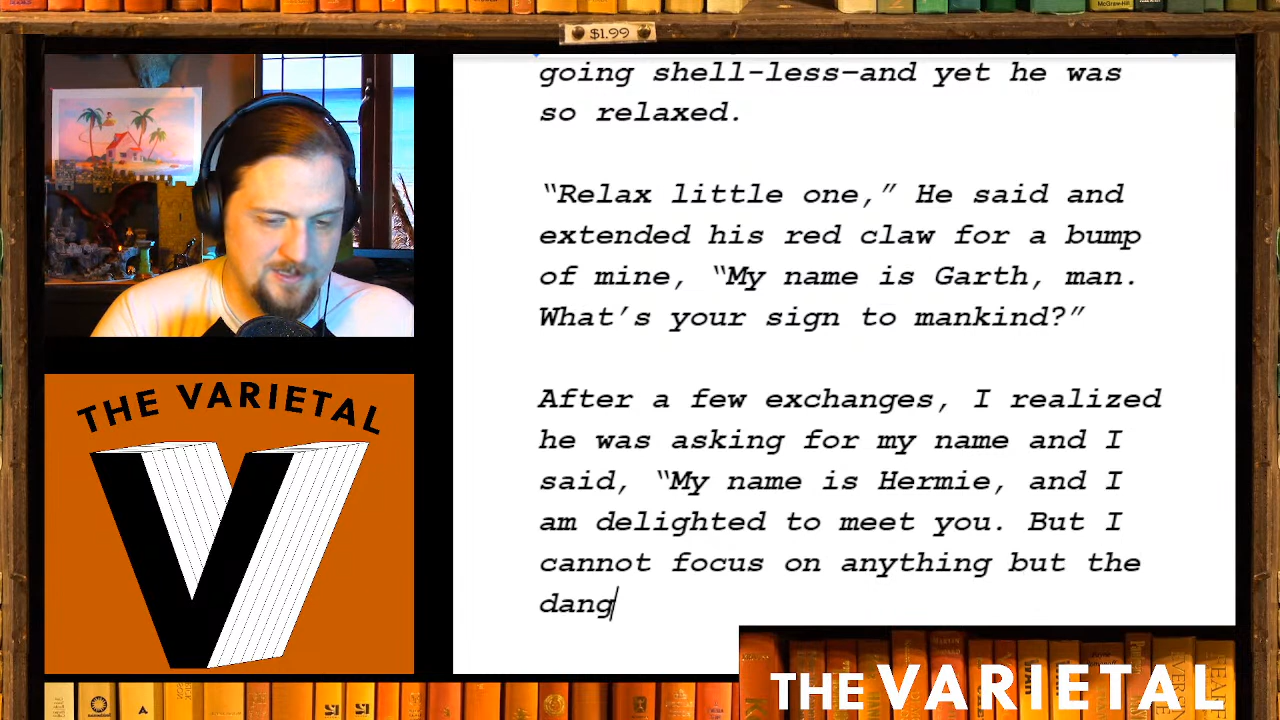 $1.99
McGraw-Hill
going shell-less—and yet he was
so relaxed.
“Relax little one,” He said and
extended his red claw for a bump
of mine, “My name is Garth, man.
What’s your sign to mankind?”
After a few exchanges, I realized
he was asking for my name and I
said, “My name is Hermie, and I
am delighted to meet you. But I
cannot focus on anything but the
dang
THE VARIETAL
V
THE VARIETAL